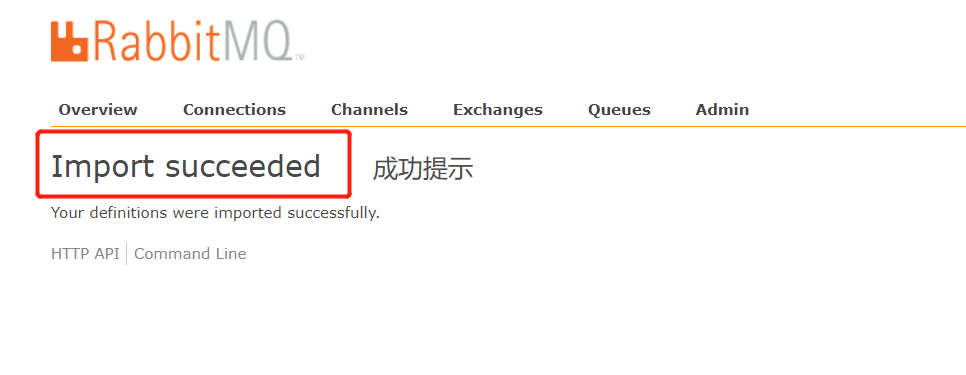 RabbitMQ™
Overview Connections Channels Exchanges Queues Admin
Import succeeded 成功提示
Your definitions were imported successfully.
HTTP API Command Line